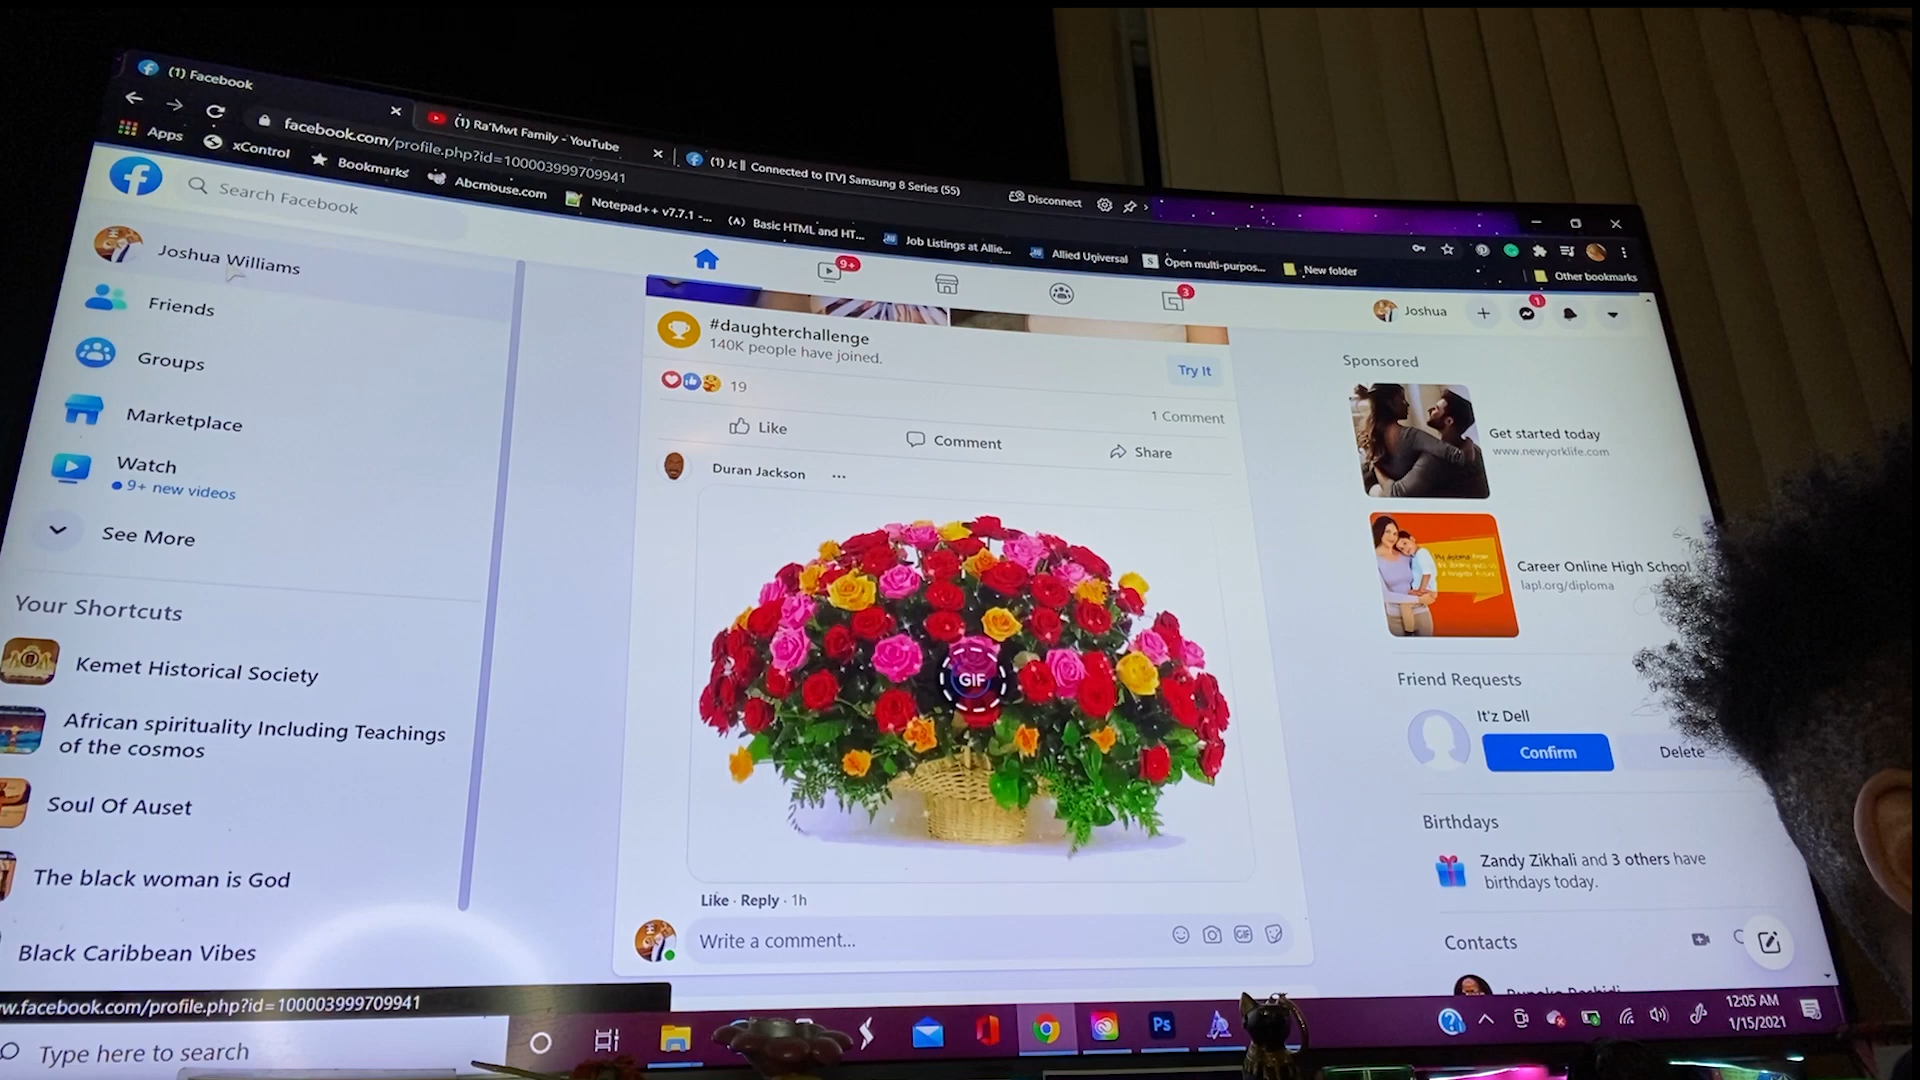 (1) Facebook
(1) Ra'Mwt Family - YouTube
(1) Jc || Connected to [TV] Samsung 8 Series (55)
Disconnect
facebook.com/profile.php?id=100003999709941
Apps
xControl
Bookmarks
Abcmouse.com
Notepad++ v7.7.1 -...
Basic HTML and HT...
Job Listings at Allie...
Allied Universal
Open multi-purpos...
New folder
Other bookmarks
Search Facebook
9+
3
Joshua
1
Joshua Williams
Friends
Groups
Marketplace
Watch
9+ new videos
See More
Your Shortcuts
Kemet Historical Society
African spirituality Including Teachings
of the cosmos
Soul Of Auset
The black woman is God
Black Caribbean Vibes
#daughterchallenge
140K people have joined.
Try It
19
1 Comment
Like
Comment
Share
Duran Jackson
GIF
Like · Reply · 1h
Write a comment...
GIF
Sponsored
Get started today
www.newyorklife.com
Career Online High School
lapl.org/diploma
Friend Requests
It'z Dell
Confirm
Delete
Birthdays
Zandy Zikhali and 3 others have
birthdays today.
Contacts
w.facebook.com/profile.php?id=100003999709941
Type here to search
Ps
12:05 AM
1/15/2021